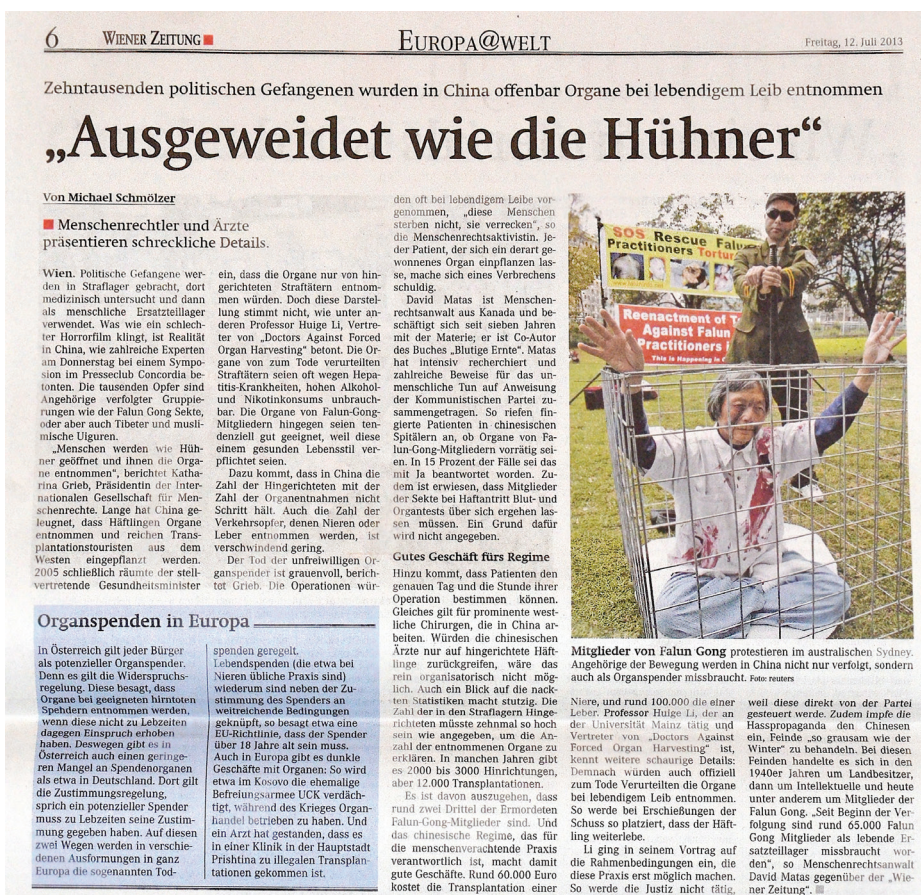 6
WIENER ZEITUNG
EUROPA@WELT
Freitag, 12. Juli 2013
Zehntausenden politischen Gefangenen wurden in China offenbar Organe bei lebendigem Leib entnommen
„Ausgeweidet wie die Hühner“
Von Michael Schmölzer
Menschenrechtler und Ärzte
präsentieren schreckliche Details.
Wien. Politische Gefangene wer-
den in Straflager gebracht, dort
medizinisch untersucht und dann
als menschliche Ersatzteillager
verwendet. Was wie ein schlech-
ter Horrorfilm klingt, ist Realität
in China, wie zahlreiche Experten
am Donnerstag bei einem Sympo-
sion im Presseclub Concordia be-
tonten. Die tausenden Opfer sind
Angehörige verfolgter Gruppie-
rungen wie der Falun Gong Sekte,
oder aber auch Tibeter und musli-
mische Uiguren.
„Menschen werden wie Hüh-
ner geöffnet und ihnen die Orga-
ne entnommen“, berichtet Katha-
rina Grieb, Präsidentin der Inter-
nationalen Gesellschaft für Men-
schenrechte. Lange hat China ge-
leugnet, dass Häftlingen Organe
entnommen und reichen Trans-
plantationstouristen aus dem
Westen eingepflanzt werden.
2005 schließlich räumte der stell-
vertretende Gesundheitsminister
ein, dass die Organe nur von hin-
gerichteten Straftätern entnom-
men würden. Doch diese Darstel-
lung stimmt nicht, wie unter an-
deren Professor Huige Li, Vertre-
ter von „Doctors Against Forced
Organ Harvesting“ betont. Die Or-
gane von zum Tode verurteilten
Straftätern seien oft wegen Hepa-
titis-Krankheiten, hohen Alkohol-
und Nikotinkonsums unbrauch-
bar. Die Organe von Falun-Gong-
Mitgliedern hingegen seien ten-
denziell gut geeignet, weil diese
einem gesunden Lebensstil ver-
pflichtet seien.
Dazu kommt, dass in China die
Zahl der Hingerichteten mit der
Zahl der Organentnahmen nicht
Schritt hält. Auch die Zahl der
Verkehrsopfer, denen Nieren oder
Leber entnommen werden, ist
verschwindend gering.
Der Tod der unfreiwilligen Or-
ganspender ist grauenvoll, berich-
tet Grieb. Die Operationen wür-
den oft bei lebendigem Leibe vor-
genommen, „diese Menschen
sterben nicht, sie verrecken“, so
die Menschenrechtsaktivistin. Je-
der Patient, der sich ein derart ge-
wonnenes Organ einpflanzen las-
se, mache sich eines Verbrechens
schuldig.
David Matas ist Menschen-
rechtsanwalt aus Kanada und be-
schäftigt sich seit sieben Jahren
mit der Materie; er ist Co-Autor
des Buches „Blutige Ernte“. Matas
hat intensiv recherchiert und
zahlreiche Beweise für das un-
menschliche Tun auf Anweisung
der Kommunistischen Partei zu-
sammengetragen. So riefen fin-
gierte Patienten in chinesischen
Spitälern an, ob Organe von Fa-
lun-Gong-Mitgliedern vorrätig sei-
en. In 15 Prozent der Fälle sei das
mit Ja beantwortet worden. Zu-
dem ist erwiesen, dass Mitglieder
der Sekte bei Haftantritt Blut- und
Organtests über sich ergehen las-
sen müssen. Ein Grund dafür
wird nicht angegeben.
Gutes Geschäft fürs Regime
Hinzu kommt, dass Patienten den
genauen Tag und die Stunde ihrer
Operation bestimmen können.
Gleiches gilt für prominente west-
liche Chirurgen, die in China ar-
beiten. Würden die chinesischen
Ärzte nur auf hingerichtete Häft-
linge zurückgreifen, wäre das
rein organisatorisch nicht mög-
lich. Auch ein Blick auf die nack-
ten Statistiken macht stutzig. Die
Zahl der in den Straflagern Hinge-
richteten müsste zehnmal so hoch
sein wie angegeben, um die An-
zahl der entnommenen Organe zu
erklären. In manchen Jahren gibt
es 2000 bis 3000 Hinrichtungen,
aber 12.000 Transplantationen.
Es ist davon auszugehen, dass
rund zwei Drittel der Ermordeten
Falun-Gong-Mitglieder sind. Und
das chinesische Regime, das für
die menschenverachtende Praxis
verantwortlich ist, macht damit
gute Geschäfte. Rund 60.000 Euro
kostet die Transplantation einer
SOS Rescue Falun
Practitioners Tortur
Reenactment of T
Against Falun
Practitioners
This is Happening in C
Mitglieder von Falun Gong protestieren im australischen Sydney.
Angehörige der Bewegung werden in China nicht nur verfolgt, sondern
auch als Organspender missbraucht. Foto: reuters
Niere, und rund 100.000 die einer
Leber. Professor Huige Li, der an
der Universität Mainz tätig und
Vertreter von „Doctors Against
Forced Organ Harvesting“ ist,
kennt weitere schaurige Details:
Demnach würden auch offiziell
zum Tode Verurteilten die Organe
bei lebendigem Leib entnommen.
So werde bei Erschießungen der
Schuss so platziert, dass der Häft-
ling weiterlebe.
Li ging in seinem Vortrag auf
die Rahmenbedingungen ein, die
diese Praxis erst möglich machen.
So werde die Justiz nicht tätig,
weil diese direkt von der Partei
gesteuert werde. Zudem impfe die
Hasspropaganda den Chinesen
ein, Feinde „so grausam wie der
Winter“ zu behandeln. Bei diesen
Feinden handelte es sich in den
1940er Jahren um Landbesitzer,
dann um Intellektuelle und heute
unter anderem um Mitglieder der
Falun Gong. „Seit Beginn der Ver-
folgung sind rund 65.000 Falun
Gong Mitglieder als lebende Er-
satzteillager missbraucht wor-
den“, so Menschenrechtsanwalt
David Matas gegenüber der „Wie-
ner Zeitung“.
Organspenden in Europa
In Österreich gilt jeder Bürger
als potenzieller Organspender.
Denn es gilt die Widerspruchs-
regelung. Diese besagt, dass
Organe bei geeigneten hirntoten
Spendern entnommen werden,
wenn diese nicht zu Lebzeiten
dagegen Einspruch erhoben
haben. Deswegen gibt es in
Österreich auch einen geringe-
ren Mangel an Spendenorganen
als etwa in Deutschland. Dort gilt
die Zustimmungsregelung,
sprich ein potenzieller Spender
muss zu Lebzeiten seine Zustim-
mung gegeben haben. Auf diesen
zwei Wegen werden in verschie-
denen Ausformungen in ganz
Europa die sogenannten Tod-
spenden geregelt.
Lebendspenden (die etwa bei
Nieren übliche Praxis sind)
wiederum sind neben der Zu-
stimmung des Spenders an
weitreichende Bedingungen
geknüpft, so besagt etwa eine
EU-Richtlinie, dass der Spender
über 18 Jahre alt sein muss.
Auch in Europa gibt es dunkle
Geschäfte mit Organen: So wird
etwa im Kosovo die ehemalige
Befreiungsarmee UCK verdäch-
tigt, während des Krieges Organ-
handel betrieben zu haben. Und
ein Arzt hat gestanden, dass es
in einer Klinik in der Hauptstadt
Prishtina zu illegalen Transplan-
tationen gekommen ist.